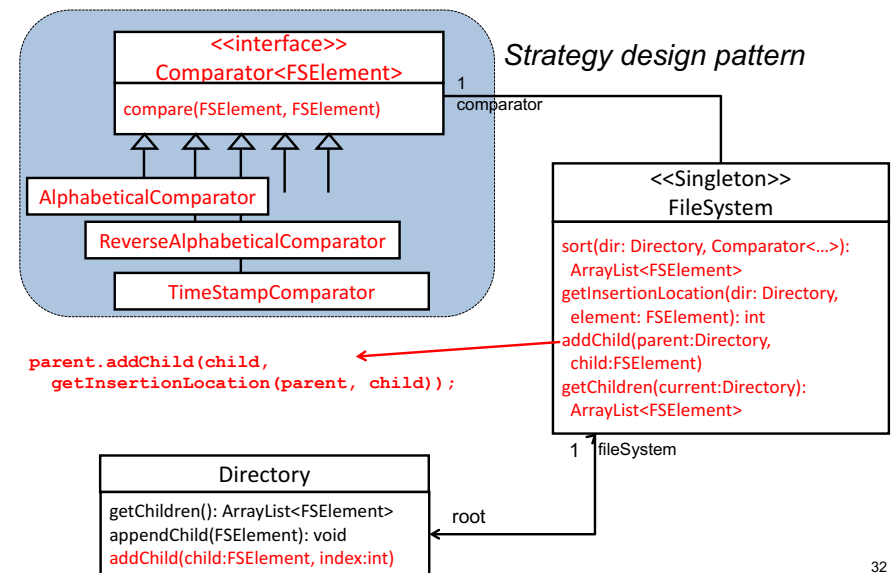 <<interface>>
Comparator<FSElement>
compare(FSElement, FSElement)
Strategy design pattern
1
comparator
AlphabeticalComparator
ReverseAlphabeticalComparator
TimeStampComparator
<<Singleton>>
FileSystem
sort(dir: Directory, Comparator<...>):
ArrayList<FSElement>
getInsertionLocation(dir: Directory,
element: FSElement): int
addChild(parent:Directory,
child:FSElement)
getChildren(current:Directory):
ArrayList<FSElement>
parent.addChild(child,
getInsertionLocation(parent, child));
1 fileSystem
Directory
getChildren(): ArrayList<FSElement>
appendChild(FSElement): void
addChild(child:FSElement, index:int)
root
32